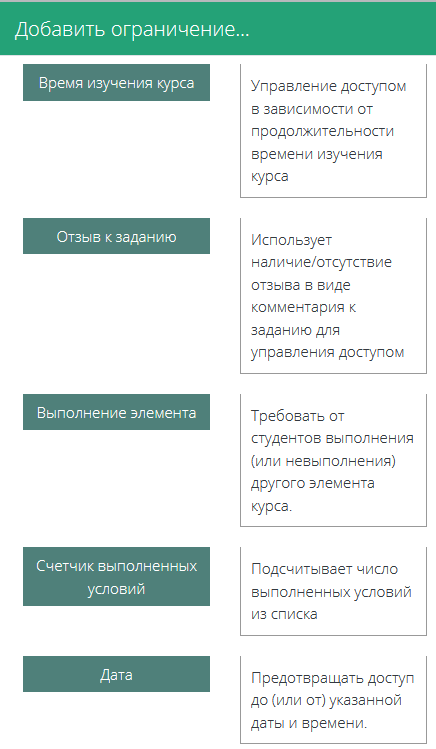 Добавить ограничение...
Время изучения курса
Управление доступом
в зависимости от
продолжительности
времени изучения
курса
Отзыв к заданию
Использует
наличие/отсутствие
отзыва в виде
комментария к
заданию для
управления доступом
Выполнение элемента
Требовать от
студентов выполнения
(или невыполнения)
другого элемента
курса.
Счетчик выполненных
условий
Подсчитывает число
выполненных условий
из списка
Дата
Предотвращать доступ
до (или от) указанной
даты и времени.